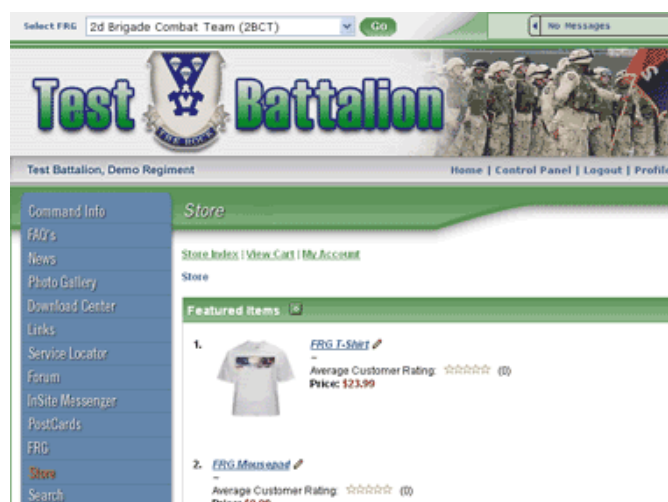 Select FRG 2d Brigade Combat Team (2BCT) Go No Messages
Test Battalion
THE ROCK
Test Battalion, Demo Regiment Home | Control Panel | Logout | Profile
Command Info
Store
FAQ's
News
Store Index | View Cart | My Account
Photo Gallery
Store
Download Center
Featured Items
Links
1. FRG T-Shirt
Service Locator
–
Average Customer Rating: (0)
Forum
Price: $23.99
InSite Messenger
PostCards
FRG
2. FRG Mousepad
Store
–
Search
Average Customer Rating: (0)